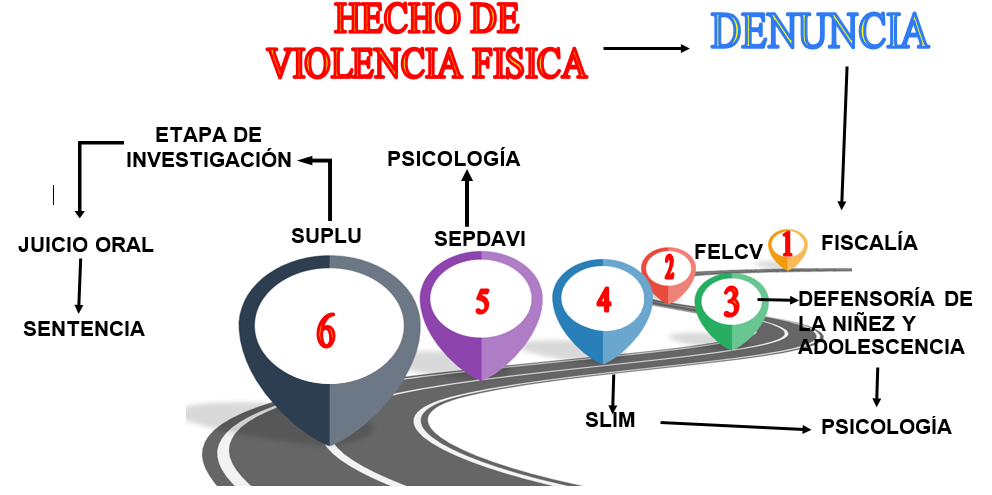 HECHO DE
VIOLENCIA FISICA
DENUNCIA
ETAPA DE
INVESTIGACIÓN
PSICOLOGÍA
JUICIO ORAL
SUPLU
SEPDAVI
FELCV
1
FISCALÍA
2
SENTENCIA
6
5
4
3
DEFENSORÍA DE
LA NIÑEZ Y
ADOLESCENCIA
SLIM
PSICOLOGÍA